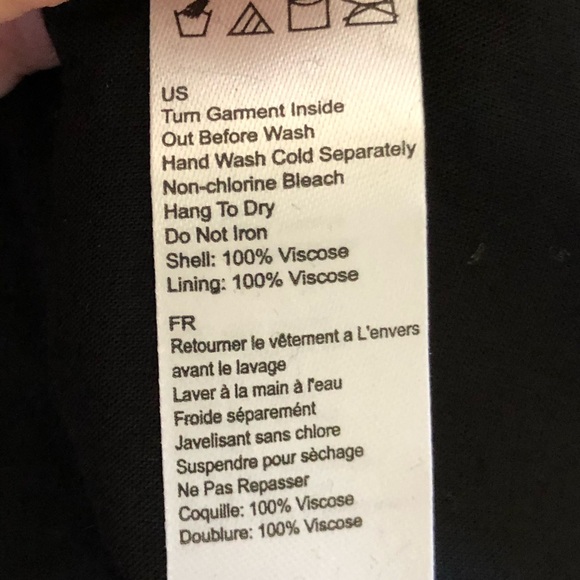 US
Turn Garment Inside
Out Before Wash
Hand Wash Cold Separately
Non-chlorine Bleach
Hang To Dry
Do Not Iron
Shell: 100% Viscose
Lining: 100% Viscose
FR
Retourner le vêtement a L'envers
avant le lavage
Laver à la main à l'eau
Froide séparemént
Javelisant sans chlore
Suspendre pour sèchage
Ne Pas Repasser
Coquille: 100% Viscose
Doublure: 100% Viscose